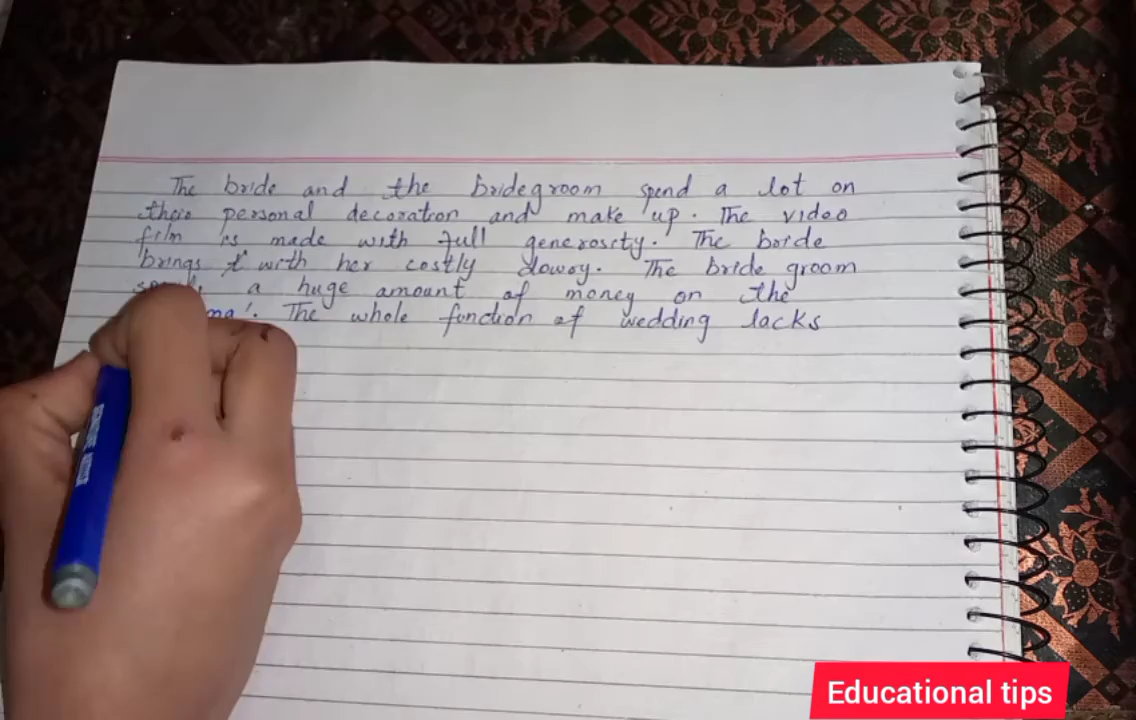 The bride and the bridegroom spend a lot on
their personal decoration and make up. The video
film is made with full generosity. The bride
brings with her costly dowry. The bride groom
a huge amount of money on the
ma'. The whole function of wedding lacks
Educational tips